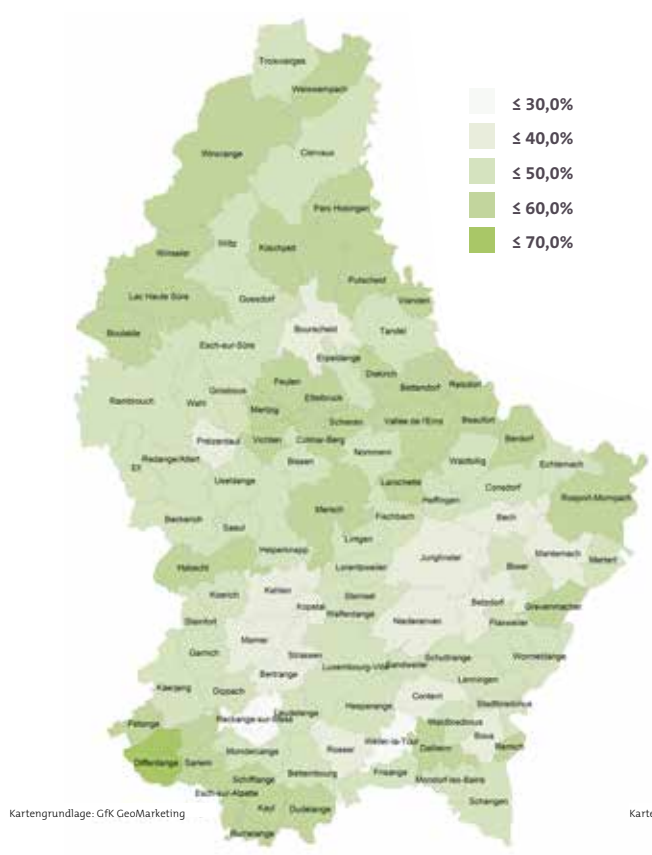 Troisvierges
Weiswampach
≤ 30,0%
≤ 40,0%
Wincrange
Clervaux
≤ 50,0%
≤ 60,0%
Parc Hosingen
≤ 70,0%
Wiltz
Kiischpelt
Winseler
Putscheid
Lac Haute Sûre
Goesdorf
Vianden
Boulaide
Bourscheid
Tandel
Esch-sur-Sûre
Erpeldange
Diekirch
Feulen
Bettendorf
Reisdorf
Grosbous
Rambrouch
Wahl
Mertzig
Ettelbruck
Schieren
Vallée de l'Ernz
Beaufort
Préizerdaul
Vichten
Colmar-Berg
Berdorf
Nommern
Redange/Attert
Ell
Bissen
Waldbillig
Echternach
Useldange
Larochette
Consdorf
Heffingen
Rosport-Mompach
Mersch
Fischbach
Bech
Beckerich
Saeul
Lintgen
Helperknapp
Junglinster
Manternach
Mertert
Habscht
Lorentzweiler
Biwer
Koerich
Kehlen
Steinsel
Betzdorf
Kopstal
Grevenmacher
Walferdange
Steinfort
Niederanven
Flaxweiler
Mamer
Garnich
Strassen
Schuttrange
Wormeldange
Luxembourg-Ville
Sandweiler
Bertrange
Lenningen
Käerjeng
Dippach
Contern
Stadtbredimus
Hesperange
Leudelange
Reckange-sur-Mess
Waldbredimus
Pétange
Bous
Weiler-la-Tour
Remich
Dalheim
Mondercange
Roeser
Differdange
Sanem
Bettembourg
Frisange
Schifflange
Mondorf-les-Bains
Esch-sur-Alzette
Schengen
Kayl
Dudelange
Kartengrundlage: GfK GeoMarketing
Karte
Rumelange